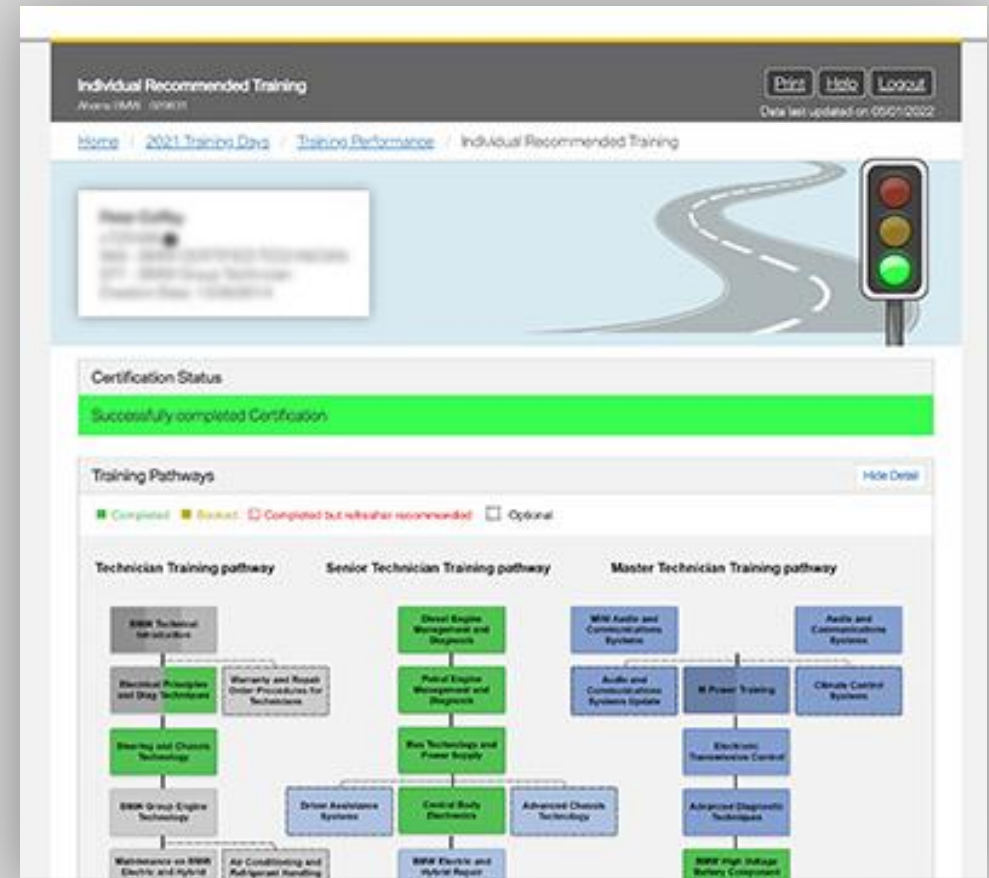 Individual Recommended Training
Print Help Logout
Data last updated on 05/01/2022
Home / 2021 Training Days / Training Performance / Individual Recommended Training
Certification Status
Successfully completed Certification
Training Pathways
Hide Detail
Completed Booked Completed but refresher recommended Optional
Technician Training pathway
Senior Technician Training pathway
Master Technician Training pathway
BMW Technical
Introduction
Electrical Principles
and Diag Techniques
Warranty and Repair
Order Procedures for
Technicians
Steering and Chassis
Technology
BMW Group Engine
Technology
Maintenance on BMW
Electric and Hybrid
Air Conditioning and
Refrigerant Handling
Diesel Engine
Management and
Diagnosis
Petrol Engine
Management and
Diagnosis
Bus Technology and
Power Supply
Driver Assistance
Systems
Central Body
Electronics
Advanced Chassis
Technology
BMW Electric and
Hybrid Repair
MINI Audio and
Communications
Systems
Audio and
Communications
Systems
Audio and
Communications
Systems Update
M Power Training
Climate Control
Systems
Electronic
Transmission Control
Advanced Diagnostic
Techniques
BMW High Voltage
Battery Component